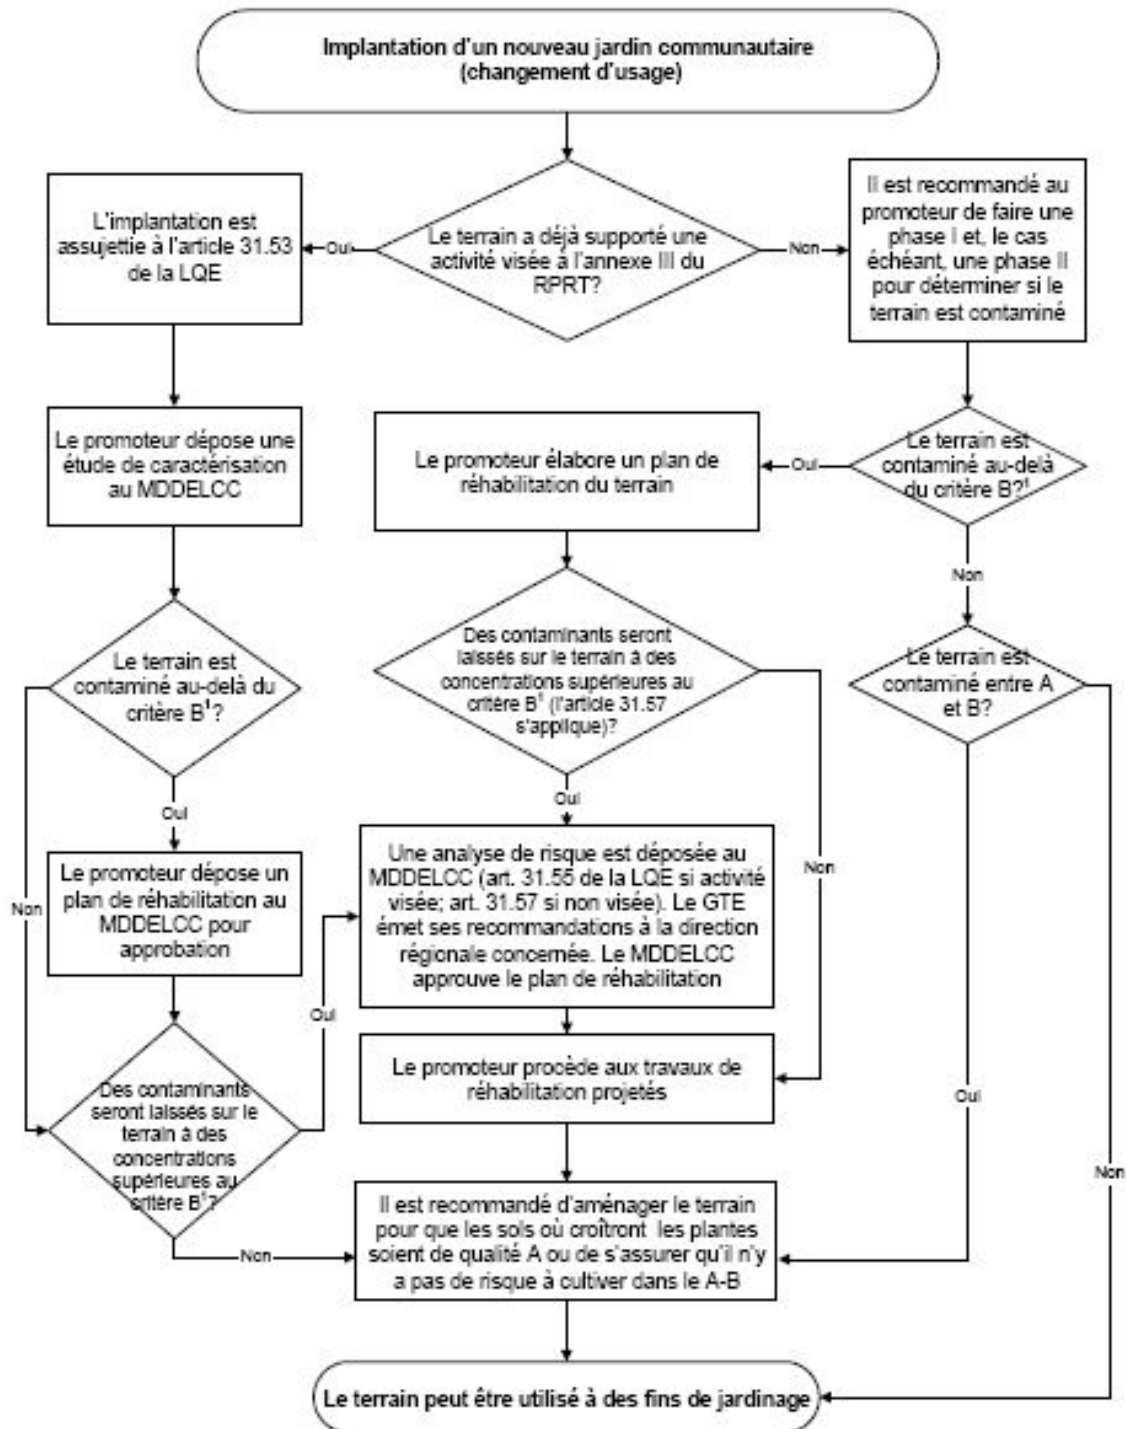 Implantation d'un nouveau jardin communautaire
(changement d'usage)
L'implantation est
assujettie à l'article 31.53
de la LQE
Oui
Le terrain a déjà supporté une
activité visée à l'annexe III du
RPRT?
Non
Il est recommandé au
promoteur de faire une
phase I et, le cas
échéant, une phase II
pour déterminer si le
terrain est contaminé
Le promoteur dépose une
étude de caractérisation
au MDDELCC
Le promoteur élabore un plan de
réhabilitation du terrain
Oui
Le terrain est
contaminé au-delà
du critère B?¹
Non
Le terrain est
contaminé au-delà du
critère B¹?
Des contaminants seront
laissés sur le terrain à des
concentrations supérieures au
critère B¹ (l'article 31.57
s'applique)?
Le terrain est
contaminé entre A
et B?
Oui
Oui
Non
Le promoteur dépose un
plan de réhabilitation au
MDDELCC pour
approbation
Une analyse de risque est déposée au
MDDELCC (art. 31.55 de la LQE si activité
visée; art. 31.57 si non visée). Le GTE
émet ses recommandations à la direction
régionale concernée. Le MDDELCC
approuve le plan de réhabilitation
Non
Oui
Le promoteur procède aux travaux de
réhabilitation projetés
Des contaminants
seront laissés sur le
terrain à des
concentrations
supérieures au
critère B¹?
Oui
Non
Non
Il est recommandé d'aménager le terrain
pour que les sols où croîtront les plantes
soient de qualité A ou de s'assurer qu'il n'y
a pas de risque à cultiver dans le A-B
Le terrain peut être utilisé à des fins de jardinage